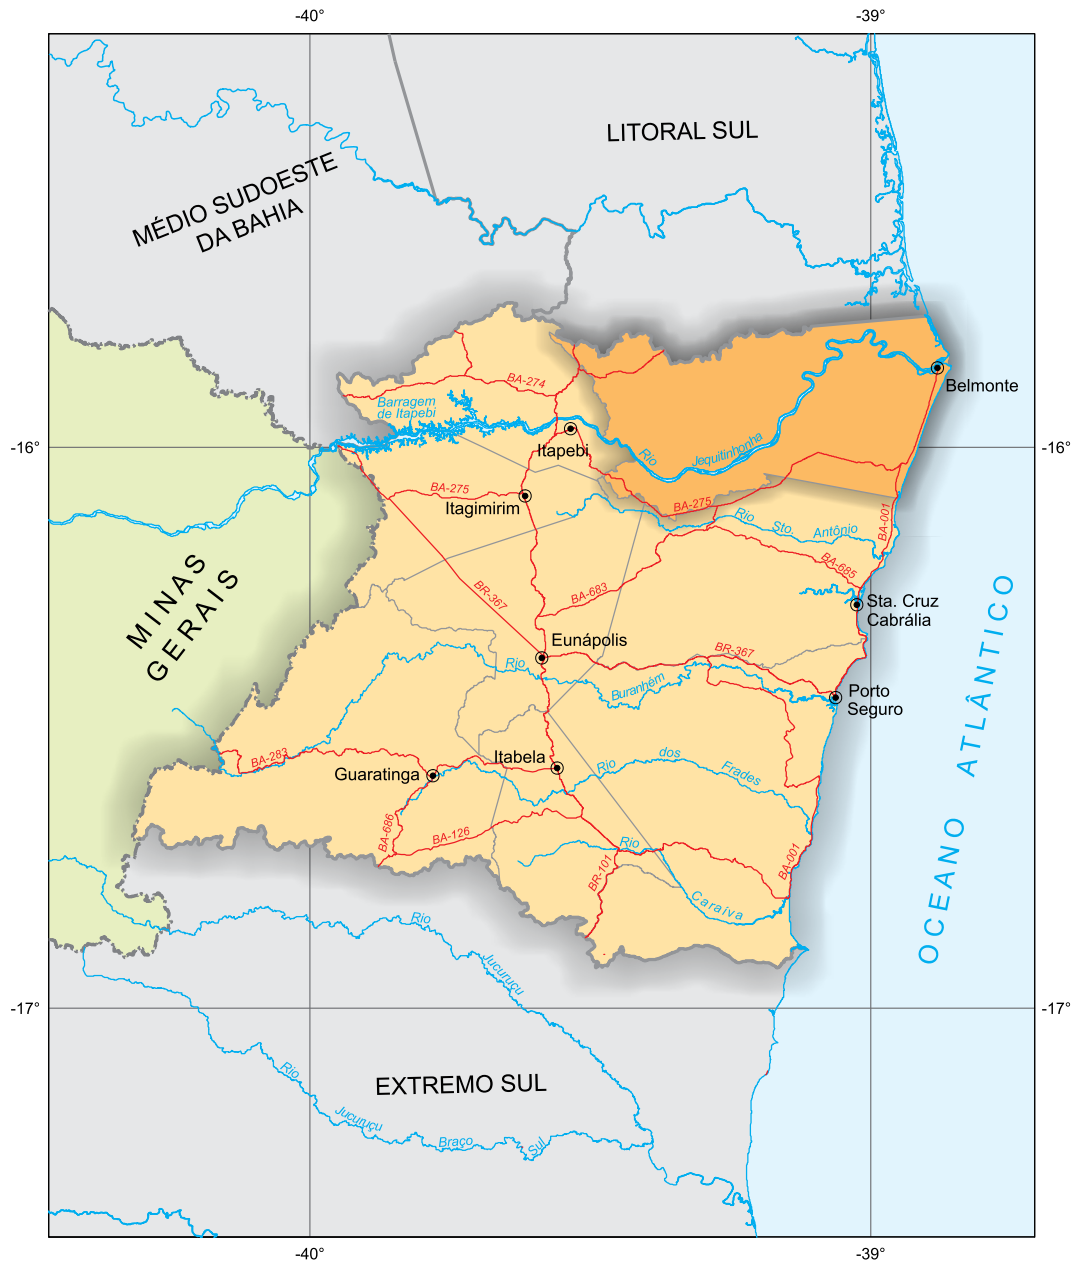 -40°
-39°
LITORAL SUL
MÉDIO SUDOESTE
DA BAHIA
BA-274
Belmonte
Barragem
de Itapebi
-16°
-16°
Itapebi
Rio
Jequitinhonha
BA-275
Itagimirim
BA-275
Rio
Sto.
Antônio
BA-001
BA-685
MINAS
GERAIS
BR-367
BA-683
Sta. Cruz
Cabrália
Eunápolis
BR-367
Rio
Buranhém
Porto
Seguro
OCEANO ATLÂNTICO
BA-283
Guaratinga
Itabela
Rio
dos
Frades
BA-686
BA-126
Rio
BR-101
BA-001
Caraíva
Rio
Jucuruçu
-17°
-17°
EXTREMO SUL
Rio
Jucuruçu
Braço
Sul
-40°
-39°